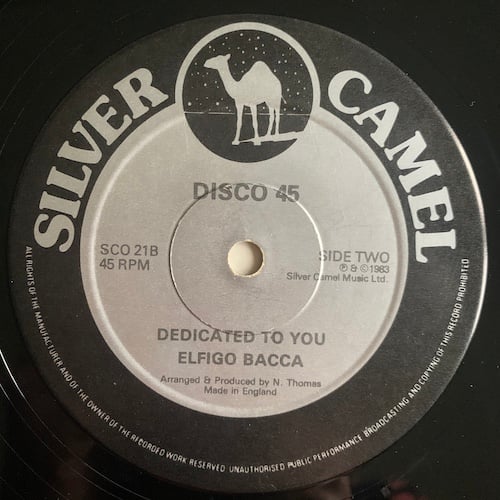 SILVER CAMEL
DISCO 45
SCO 21B
45 RPM
SIDE TWO
℗ & © 1983
Silver Camel Music Ltd.
DEDICATED TO YOU
ELFIGO BACCA
Arranged & Produced by N. Thomas
Made in England
ALL RIGHTS OF THE MANUFACTURER AND OF THE OWNER OF THE RECORDED WORK RESERVED UNAUTHORISED PUBLIC PERFORMANCE BROADCASTING AND COPYING OF THIS RECORD PROHIBITED